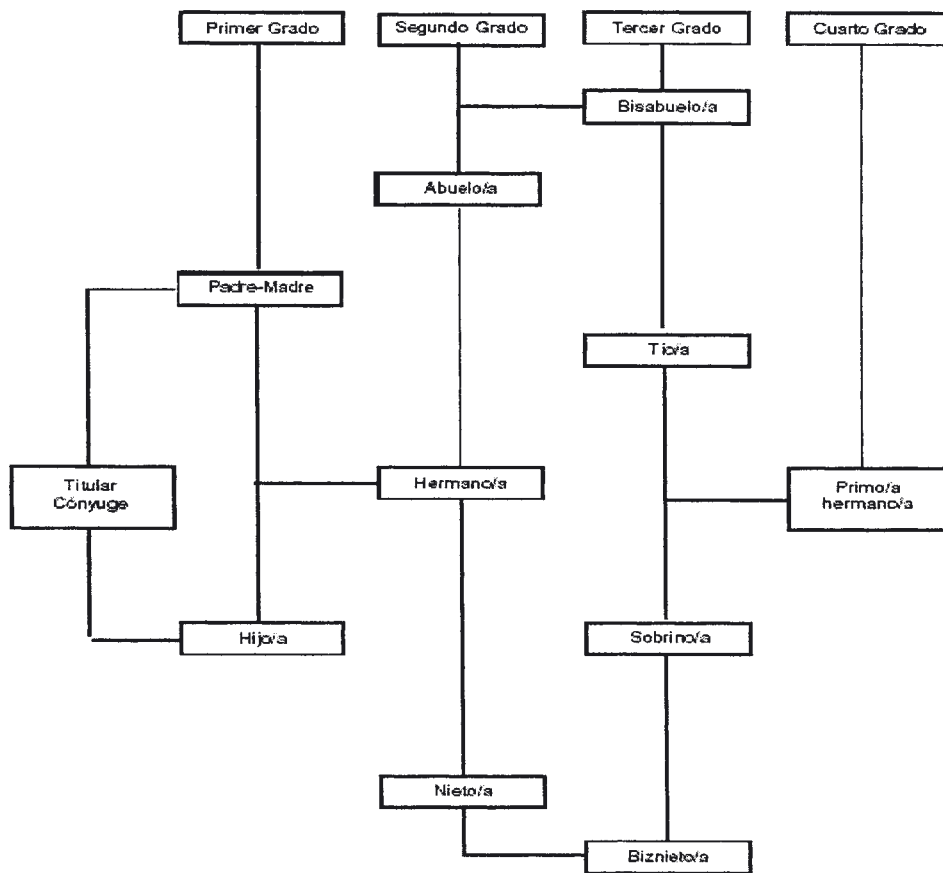 Primer Grado
Segundo Grado
Tercer Grado
Cuarto Grado
Bisabuelo/a
Abuelo/a
Padre-Madre
Tío/a
Titular
Cónyuge
Hermano/a
Primo/a
hermano/a
Hijo/a
Sobrino/a
Nieto/a
Biznieto/a